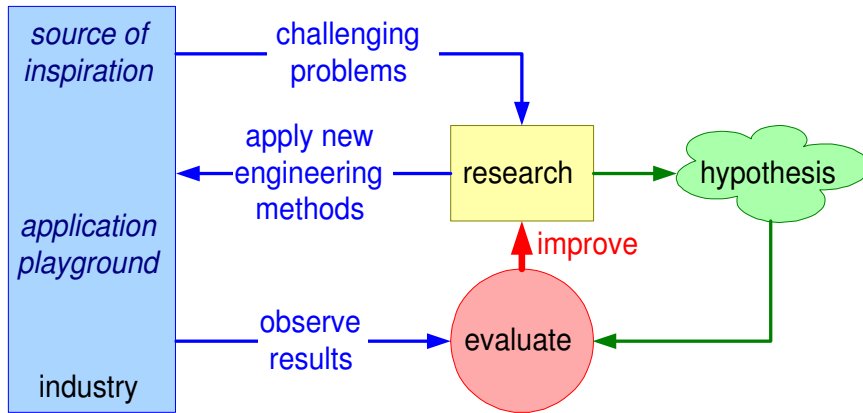 source of
inspiration
challenging
problems
apply new
engineering
methods
research
hypothesis
application
playground
improve
observe
results
evaluate
industry